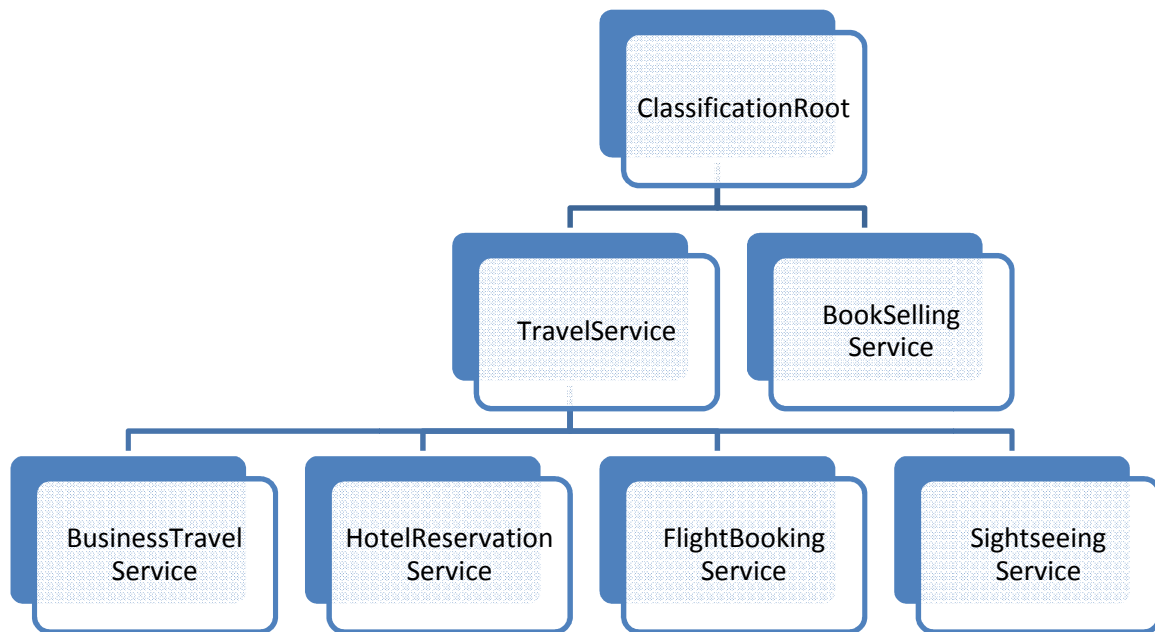 ClassificationRoot
TravelService
BookSelling
Service
BusinessTravel
Service
HotelReservation
Service
FlightBooking
Service
Sightseeing
Service